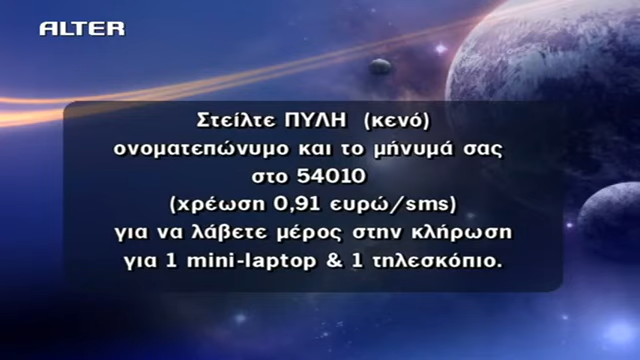 ALTER
Στείλτε ΠΥΛΗ (κενό)
ονοματεπώνυμο και το μήνυμά σας
στο 54010
(χρέωση 0,91 ευρώ/sms)
για να λάβετε μέρος στην κλήρωση
για 1 mini-laptop & 1 τηλεσκόπιο.